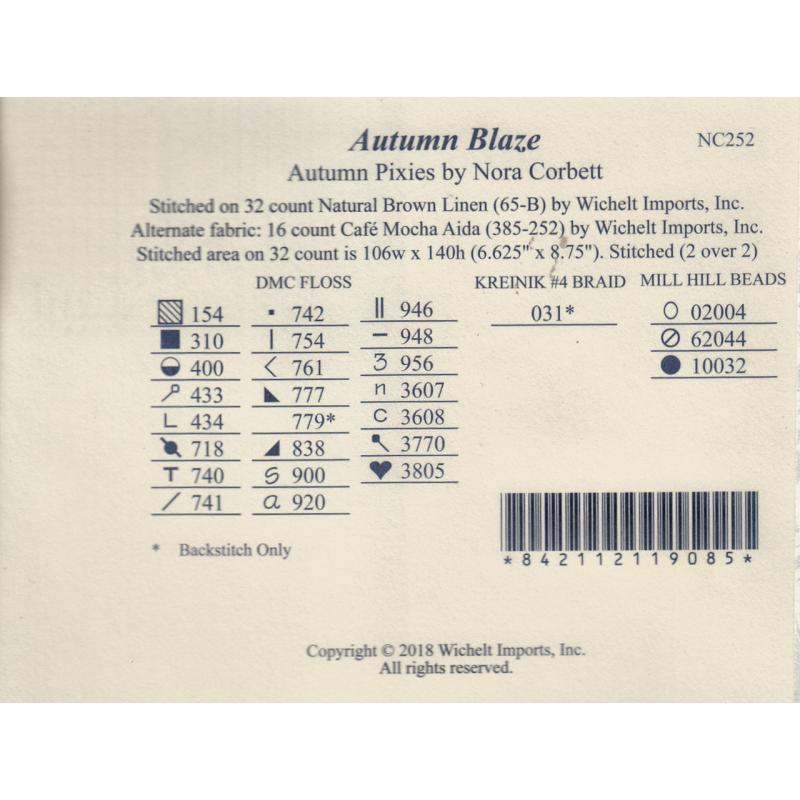 Autumn Blaze NC252
Autumn Pixies by Nora Corbett
Stitched on 32 count Natural Brown Linen (65-B) by Wichelt Imports, Inc.
Alternate fabric: 16 count Café Mocha Aida (385-252) by Wichelt Imports, Inc.
Stitched area on 32 count is 106w x 140h (6.625" x 8.75"). Stitched (2 over 2)
DMC FLOSS KREINIK #4 BRAID MILL HILL BEADS
154 742 946 031* 02004
310 754 948 62044
400 761 3 956 10032
433 777 n 3607
L 434 779* C 3608
718 838 3770
T 740 S 900 3805
/ 741 a 920
* Backstitch Only
*842112119085*
Copyright © 2018 Wichelt Imports, Inc.
All rights reserved.